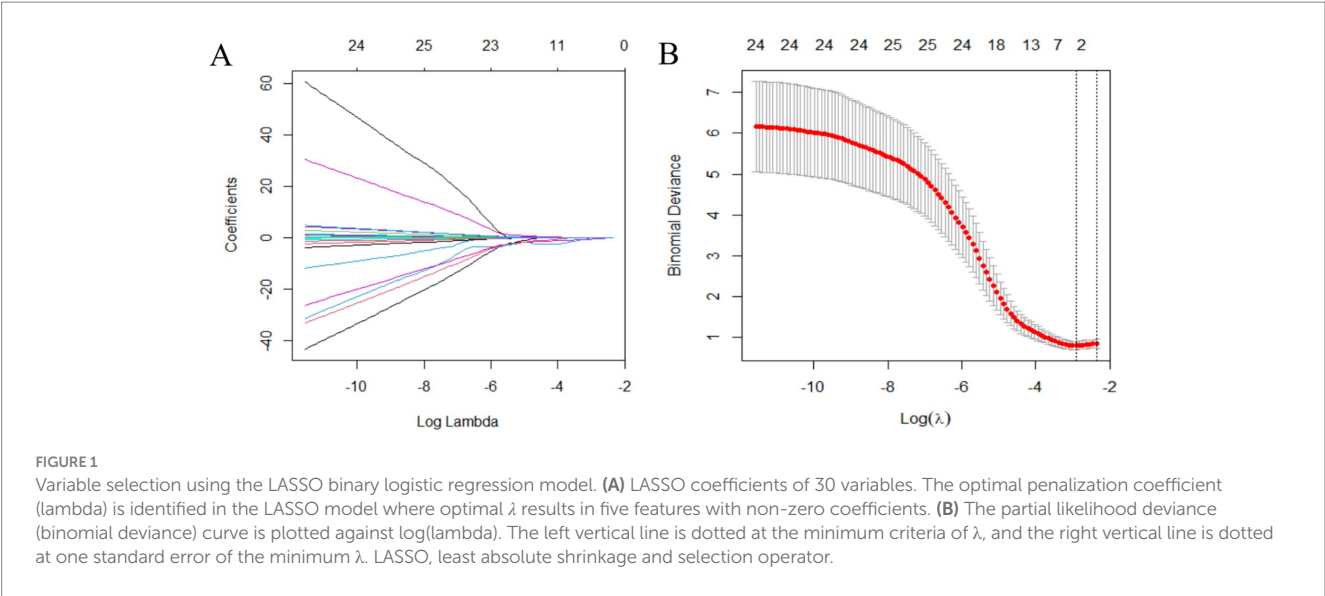 A
24 25 23 11 0
60
40
20
0
-20
-40
Coefficients
-10 -8 -6 -4 -2
Log Lambda
B
24 24 24 24 25 25 24 18 13 7 2
7
6
5
4
3
2
1
Binomial Deviance
-10 -8 -6 -4 -2
Log(λ)
FIGURE 1
Variable selection using the LASSO binary logistic regression model. (A) LASSO coefficients of 30 variables. The optimal penalization coefficient
(lambda) is identified in the LASSO model where optimal λ results in five features with non-zero coefficients. (B) The partial likelihood deviance
(binomial deviance) curve is plotted against log(lambda). The left vertical line is dotted at the minimum criteria of λ, and the right vertical line is dotted
at one standard error of the minimum λ. LASSO, least absolute shrinkage and selection operator.